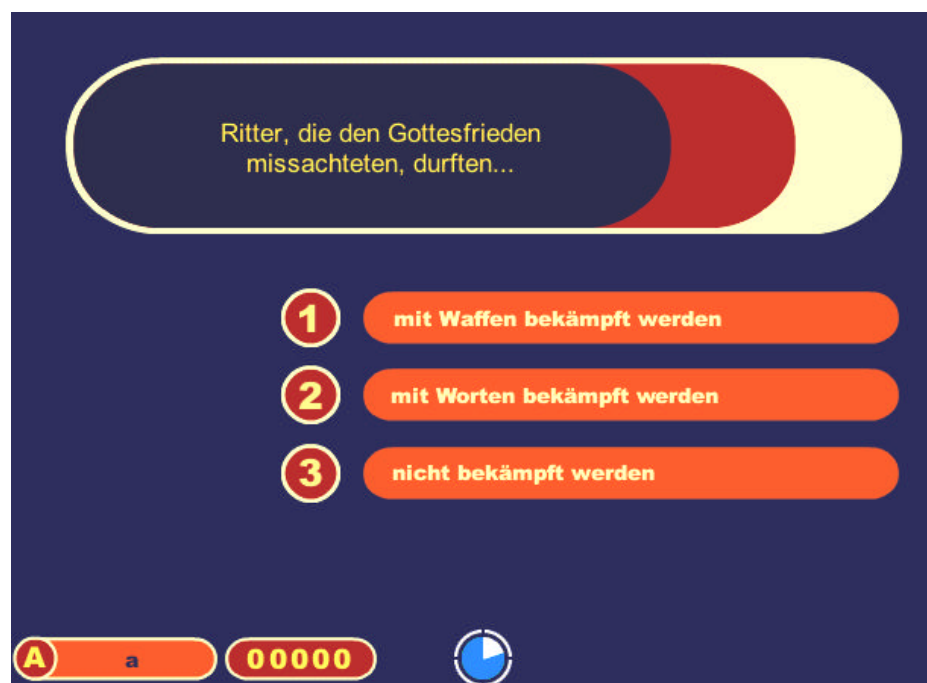 Ritter, die den Gottesfrieden
missachteten, durften...
1 mit Waffen bekämpft werden
2 mit Worten bekämpft werden
3 nicht bekämpft werden
A a 00000